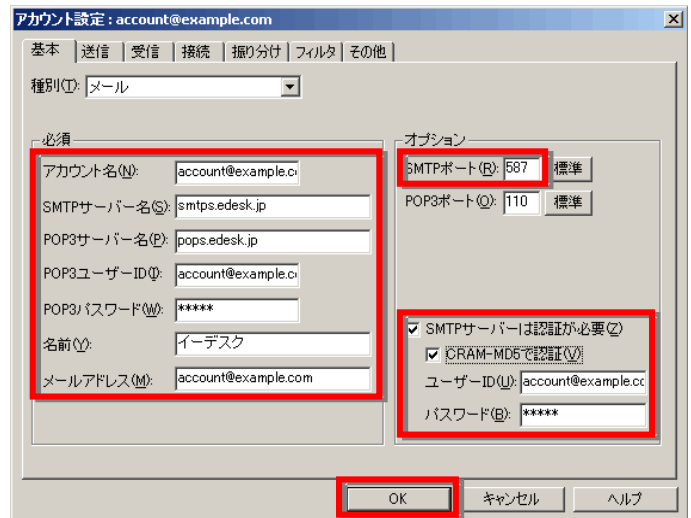 アカウント設定 : account@example.com
基本 送信 受信 接続 振り分け フィルタ その他
種別(T): メール
必須
アカウント名(N): account@example.c
SMTPサーバー名(S): smtps.edesk.jp
POP3サーバー名(P): pops.edesk.jp
POP3ユーザーID(I): account@example.c
POP3パスワード(W): *****
名前(Y): イーデスク
メールアドレス(M): account@example.com
オプション
SMTPポート(R): 587 標準
POP3ポート(O): 110 標準
SMTPサーバーは認証が必要(Z)
CRAM-MD5で認証(V)
ユーザーID(U): account@example.cc
パスワード(B): *****
OK キャンセル ヘルプ